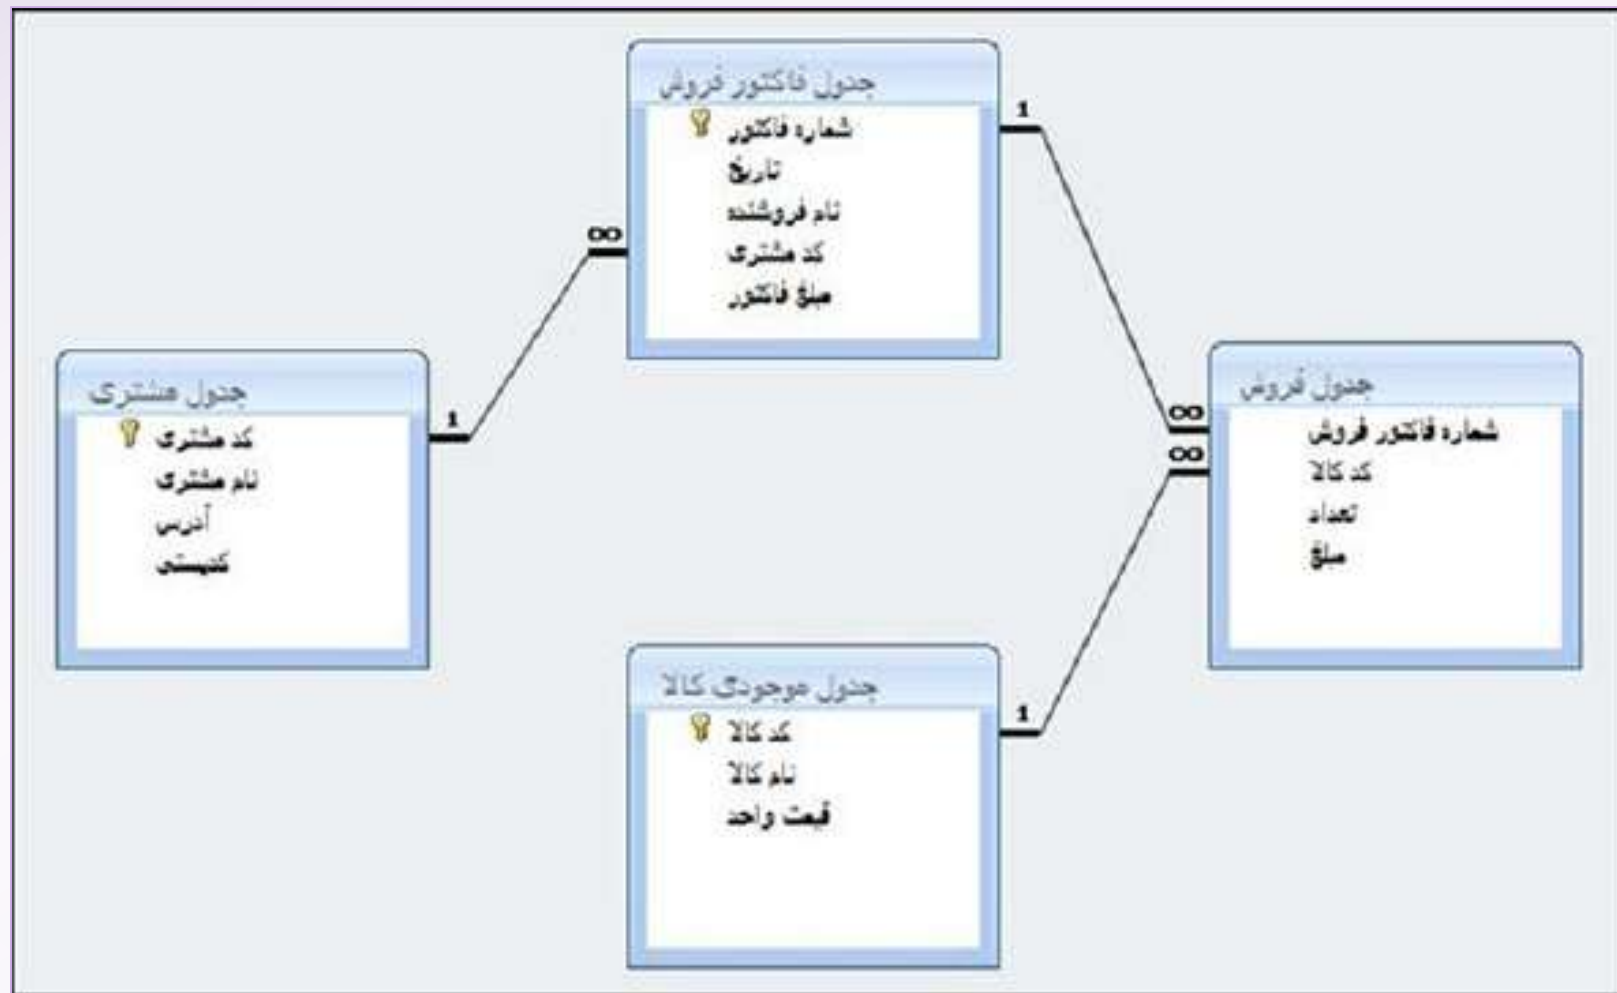 جدول فاکتور فروش
شماره فاکتور
تاریخ
نام فروشنده
کد مشتری
مبلغ فاکتور
1
∞
جدول مشتری
کد مشتری
نام مشتری
آدرس
کدپستی
1
جدول فروش
شماره فاکتور فروش
کد کالا
تعداد
مبلغ
∞
∞
جدول موجودی کالا
کد کالا
نام کالا
قیمت واحد
1